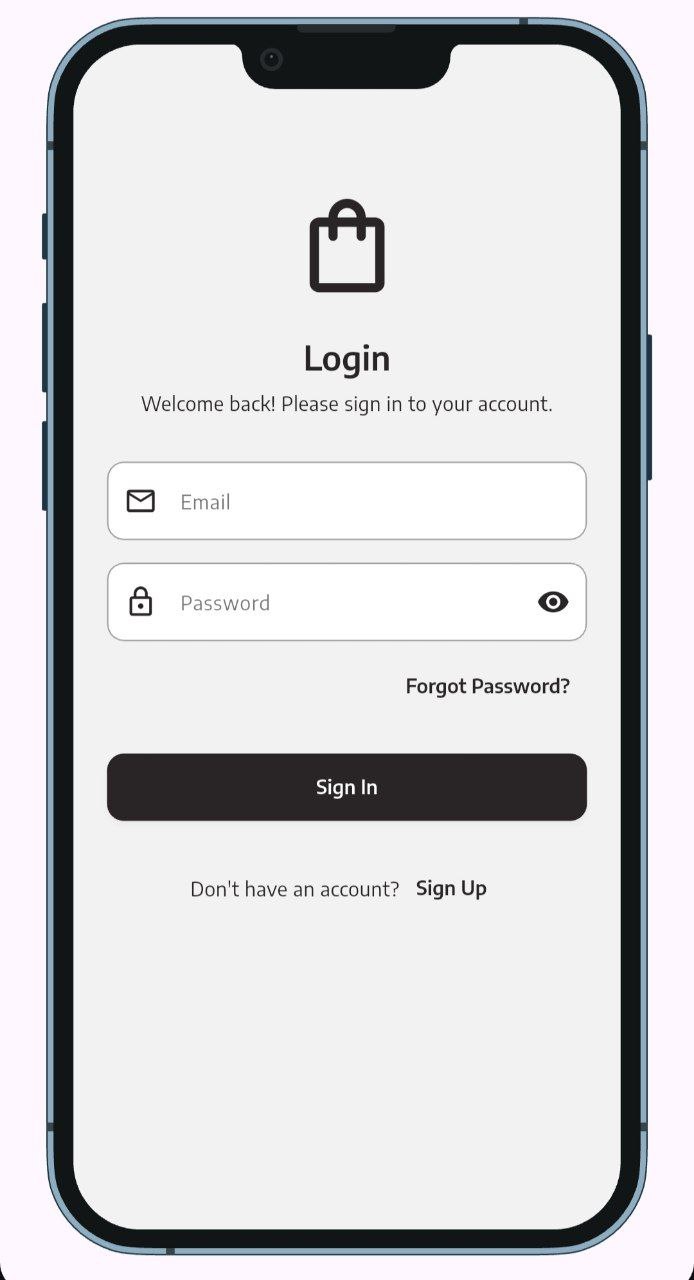 Login
Welcome back! Please sign in to your account.
Email
Password
Forgot Password?
Sign In
Don't have an account? Sign Up